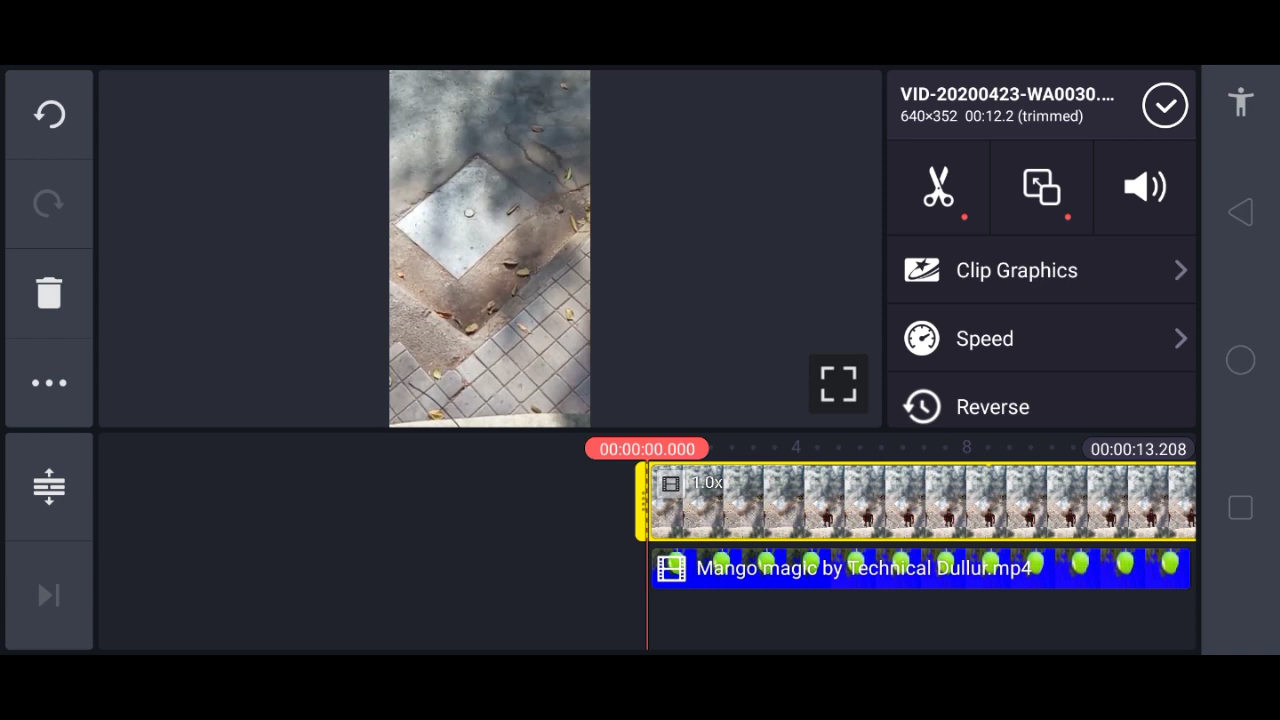 VID-20200423-WA0030....
640×352 00:12.2 (trimmed)
Clip Graphics
Speed
Reverse
00:00:00.000
4
8
00:00:13.208
1.0x
Mango magic by Technical Dullur.mp4